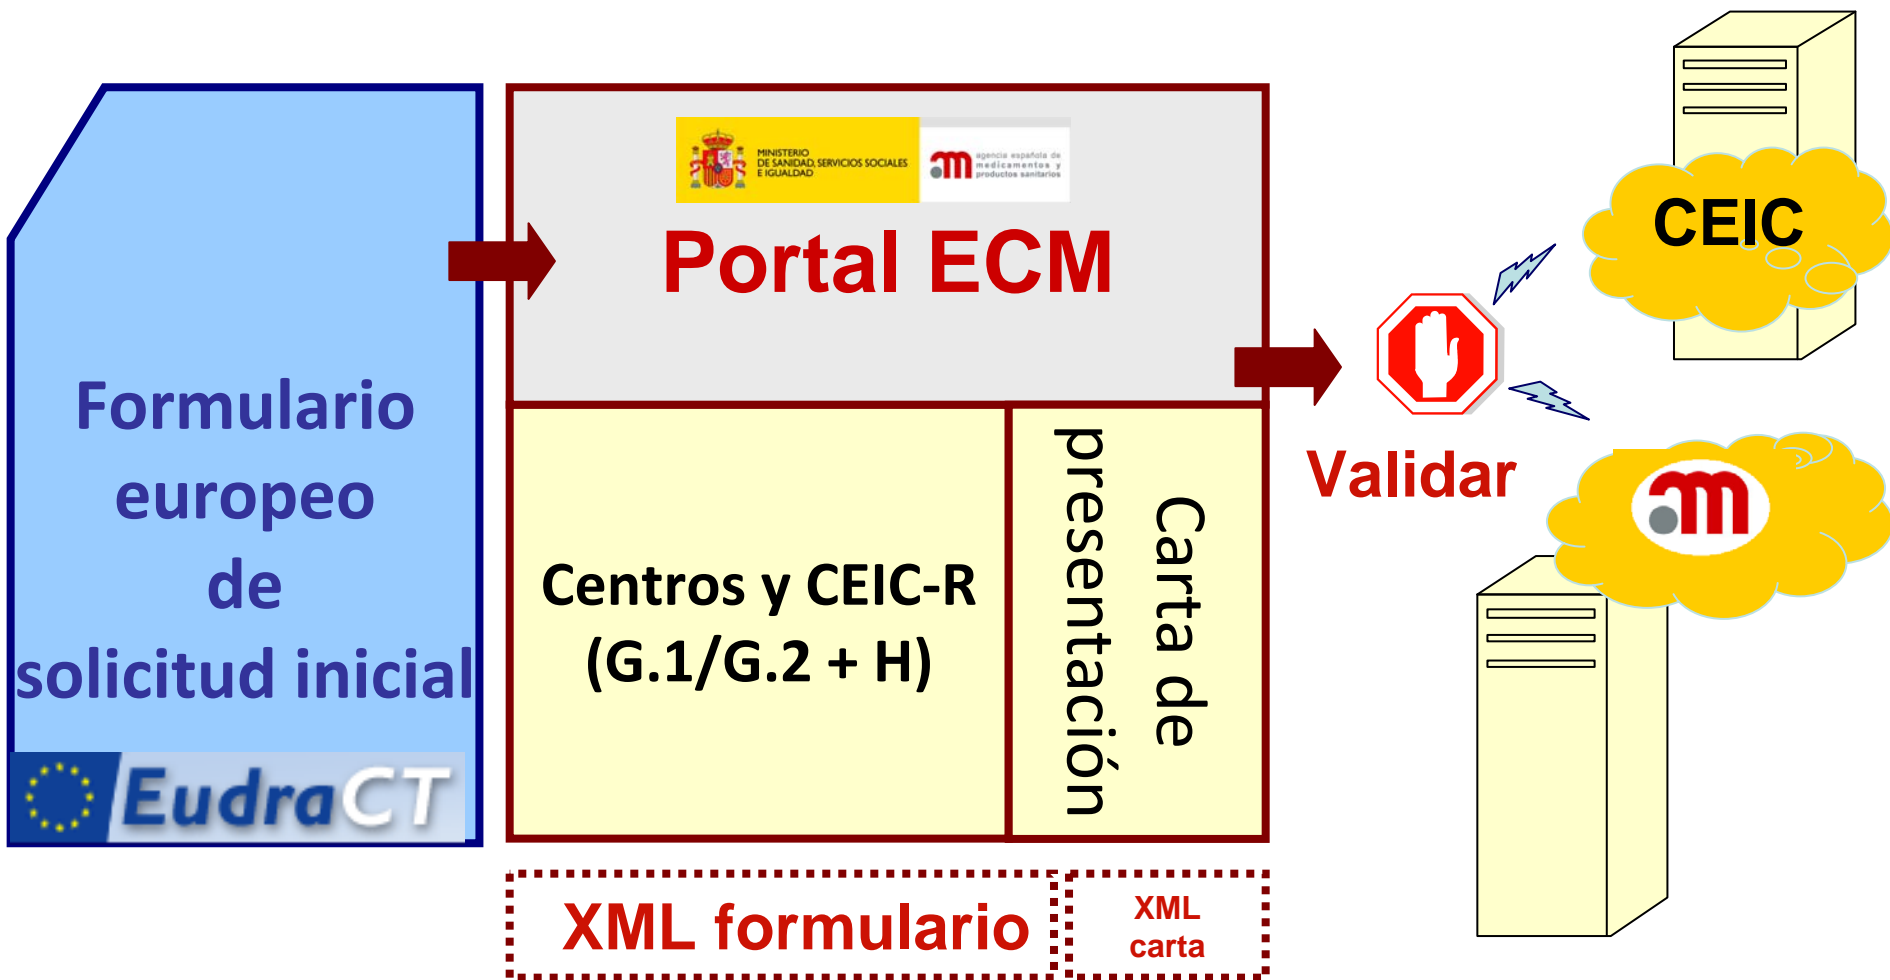 Formulario
europeo
de
solicitud inicial
EudraCT
MINISTERIO
DE SANIDAD, SERVICIOS SOCIALES
E IGUALDAD
agencia española de
medicamentos y
productos sanitarios
Portal ECM
Centros y CEIC-R
(G.1/G.2 + H)
Carta de
presentación
XML formulario
XML
carta
Validar
CEIC
am